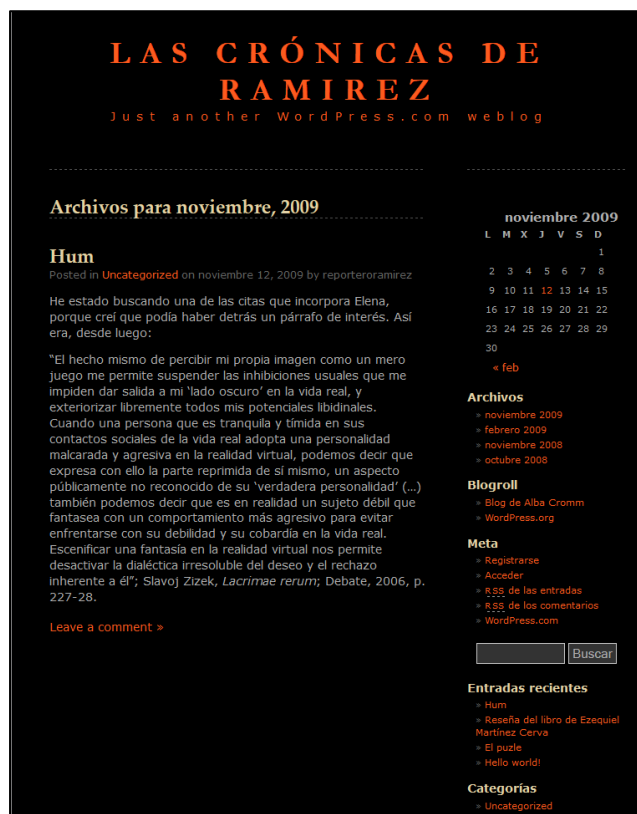 LAS CRÓNICAS DE
RAMIREZ
Just another WordPress.com weblog
Archivos para noviembre, 2009
Hum
Posted in Uncategorized on noviembre 12, 2009 by reporteroramirez
He estado buscando una de las citas que incorpora Elena,
porque creí que podía haber detrás un párrafo de interés. Así
era, desde luego:
“El hecho mismo de percibir mi propia imagen como un mero
juego me permite suspender las inhibiciones usuales que me
impiden dar salida a mi ‘lado oscuro’ en la vida real, y
exteriorizar libremente todos mis potenciales libidinales.
Cuando una persona que es tranquila y tímida en sus
contactos sociales de la vida real adopta una personalidad
malcarada y agresiva en la realidad virtual, podemos decir que
expresa con ello la parte reprimida de sí mismo, un aspecto
públicamente no reconocido de su ‘verdadera personalidad’ (…)
también podemos decir que es en realidad un sujeto débil que
fantasea con un comportamiento más agresivo para evitar
enfrentarse con su debilidad y su cobardía en la vida real.
Escenificar una fantasía en la realidad virtual nos permite
desactivar la dialéctica irresoluble del deseo y el rechazo
inherente a él”; Slavoj Zizek, Lacrimae rerum; Debate, 2006, p.
227-28.
Leave a comment »
noviembre 2009
L M X J V S D
1
2 3 4 5 6 7 8
9 10 11 12 13 14 15
16 17 18 19 20 21 22
23 24 25 26 27 28 29
30
« feb
Archivos
» noviembre 2009
» febrero 2009
» noviembre 2008
» octubre 2008
Blogroll
» Blog de Alba Cromm
» WordPress.org
Meta
» Registrarse
» Acceder
» RSS de las entradas
» RSS de los comentarios
» WordPress.com
Buscar
Entradas recientes
» Hum
» Reseña del libro de Ezequiel
Martínez Cerva
» El puzle
» Hello world!
Categorías
» Uncategorized